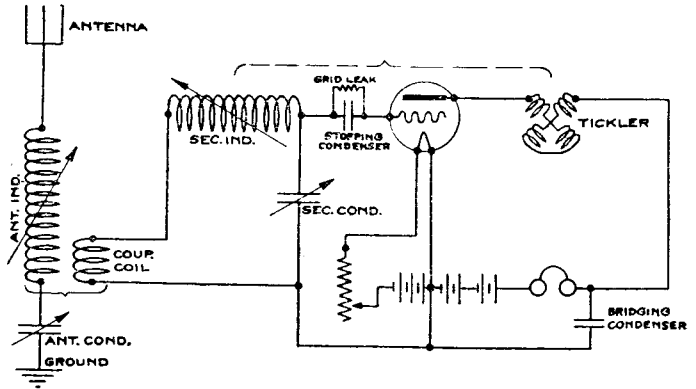 ANTENNA
GRID LEAK
SEC. IND.
STOPPING
CONDENSER
TICKLER
ANT. IND.
SEC. COND.
COUP.
COIL
BRIDGING
CONDENSER
ANT. COND.
GROUND